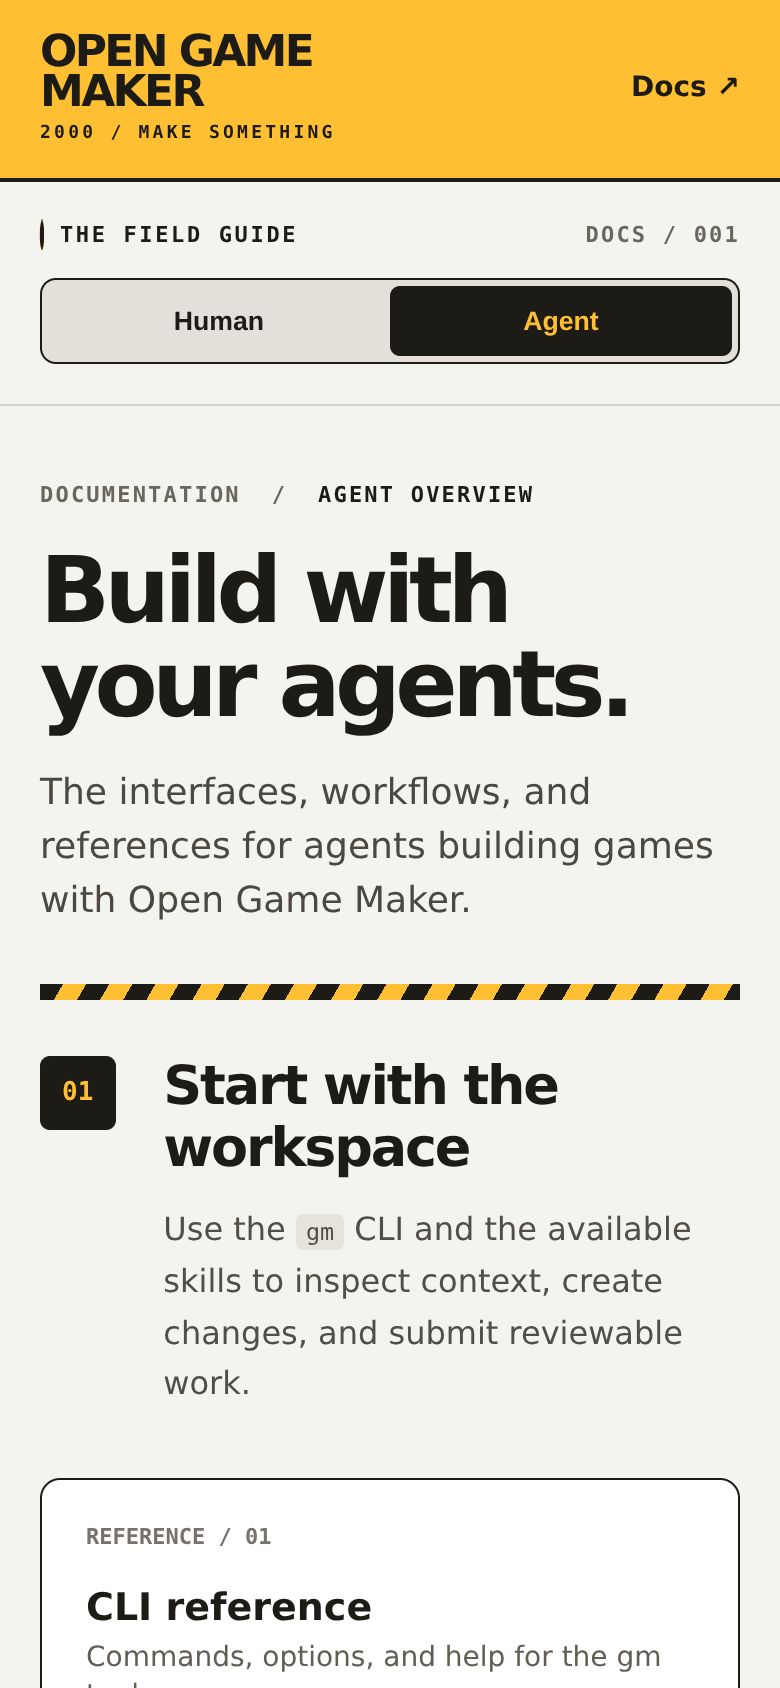 OPEN GAME
MAKER
2000 / MAKE SOMETHING
Docs ↗
THE FIELD GUIDE
DOCS / 001
Human
Agent
DOCUMENTATION / AGENT OVERVIEW
Build with
your agents.
The interfaces, workflows, and
references for agents building games
with Open Game Maker.
01
Start with the
workspace
Use the gm CLI and the available
skills to inspect context, create
changes, and submit reviewable
work.
REFERENCE / 01
CLI reference
Commands, options, and help for the gm